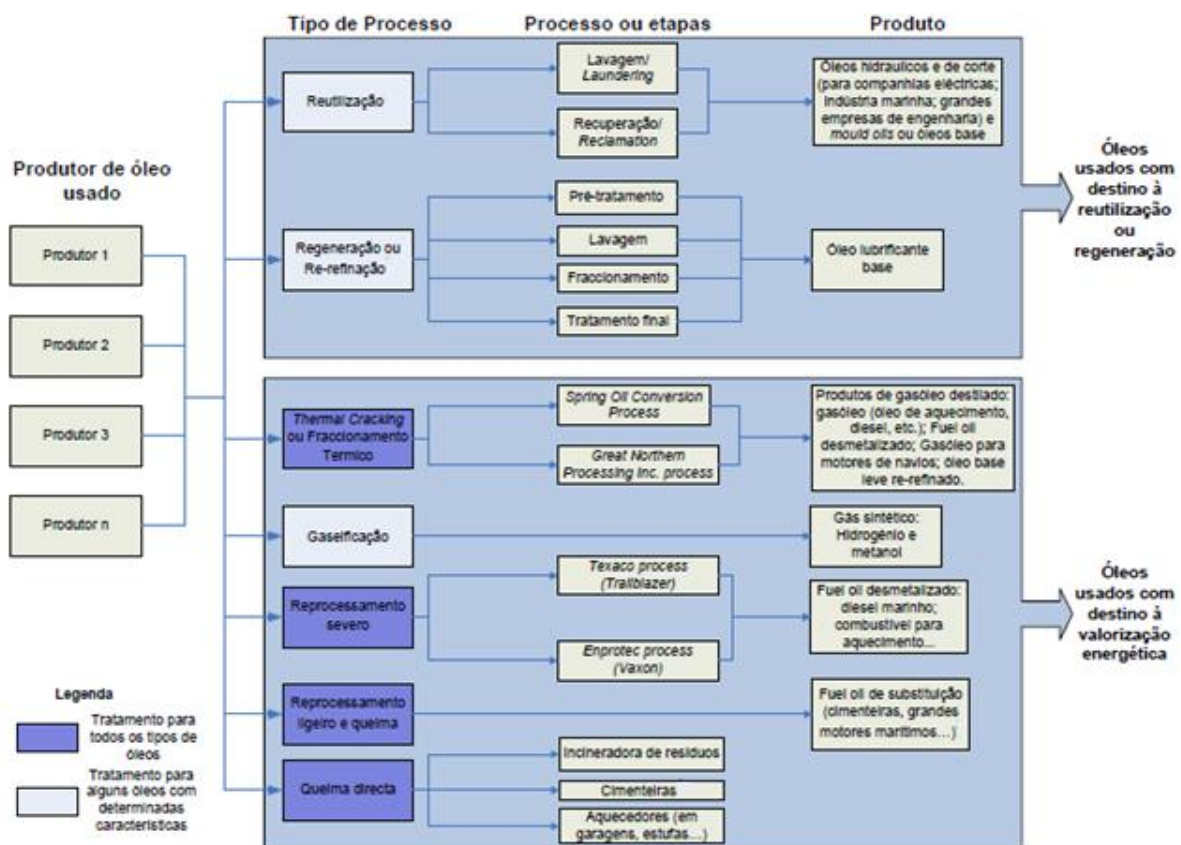 Tipo de Processo
Processo ou etapas
Produto
Produtor de óleo
usado
Produtor 1
Produtor 2
Produtor 3
Produtor n
Reutilização
Lavagem/
Laundering
Recuperação/
Reclamation
Óleos hidraulicos e de corte
(para companhias eléctricas;
indústria marinha; grandes
empresas de engenharia) e
mould oils ou óleos base
Regeneração ou
Re-refinação
Pré-tratamento
Lavagem
Fraccionamento
Tratamento final
Óleo lubrificante
base
Óleos
usados com
destino à
reutilização
ou
regeneração
Thermal Cracking
ou Fraccionamento
Termico
Spring Oil Conversion
Process
Great Northern
Processing Inc. process
Produtos de gasóleo destilado:
gasóleo (óleo de aquecimento,
diesel, etc.); Fuel oil
desmetalizado; Gasóleo para
motores de navios; óleo base
leve re-refinado.
Gaseificação
Gás sintético:
Hidrogénio e
metanol
Reprocessamento
severo
Texaco process
(Trailblazer)
Enprotec process
(Vaxon)
Fuel oil desmetalizado:
diesel marinho;
combustível para
aquecimento...
Reprocessamento
ligeiro e queima
Fuel oil de substituição
(cimenteiras, grandes
motores marítimos…)
Queima directa
Incineradora de resíduos
Cimenteiras
Aquecedores (em
garagens, estufas…)
Óleos
usados com
destino à
valorização
energética
Legenda
Tratamento para
todos os tipos de
óleos
Tratamento para
alguns óleos com
determinadas
características